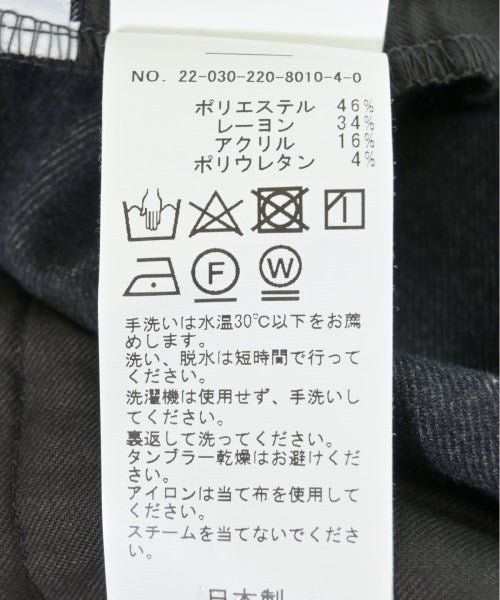 NO. 22-030-220-8010-4-0
ポリエステル 46%
レーヨン 34%
アクリル 16%
ポリウレタン 4%
F W
手洗いは水温30℃以下をお薦
めします。
洗い、脱水は短時間で行って
ください。
洗濯機は使用せず、手洗いし
てください。
裏返して洗ってください。
タンブラー乾燥はお避けくだ
さい。
アイロンは当て布を使用して
ください。
スチームを当てないでくださ
い。
日本製